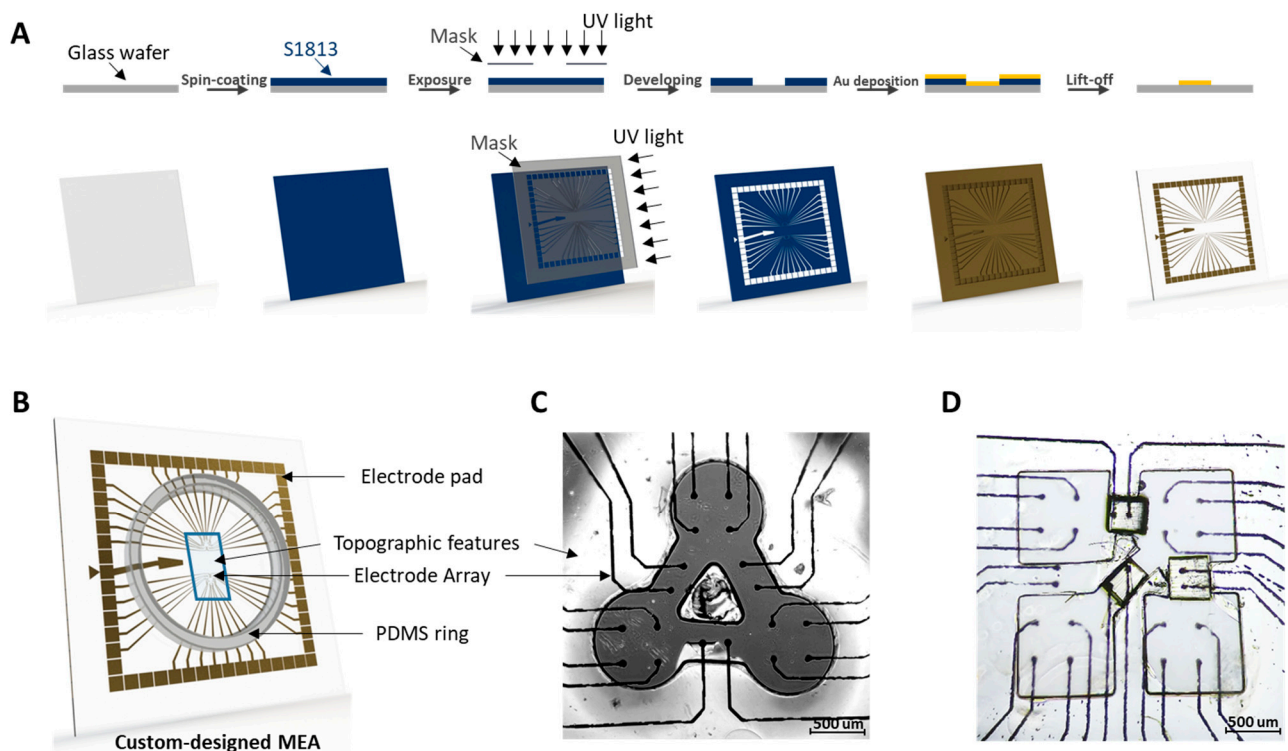 A
Glass wafer
Spin-coating
S1813
Exposure
Mask
UV light
Developing
Au deposition
Lift-off
Mask
UV light
B
Electrode pad
Topographic features
Electrode Array
PDMS ring
Custom-designed MEA
C
500 um
D
500 um